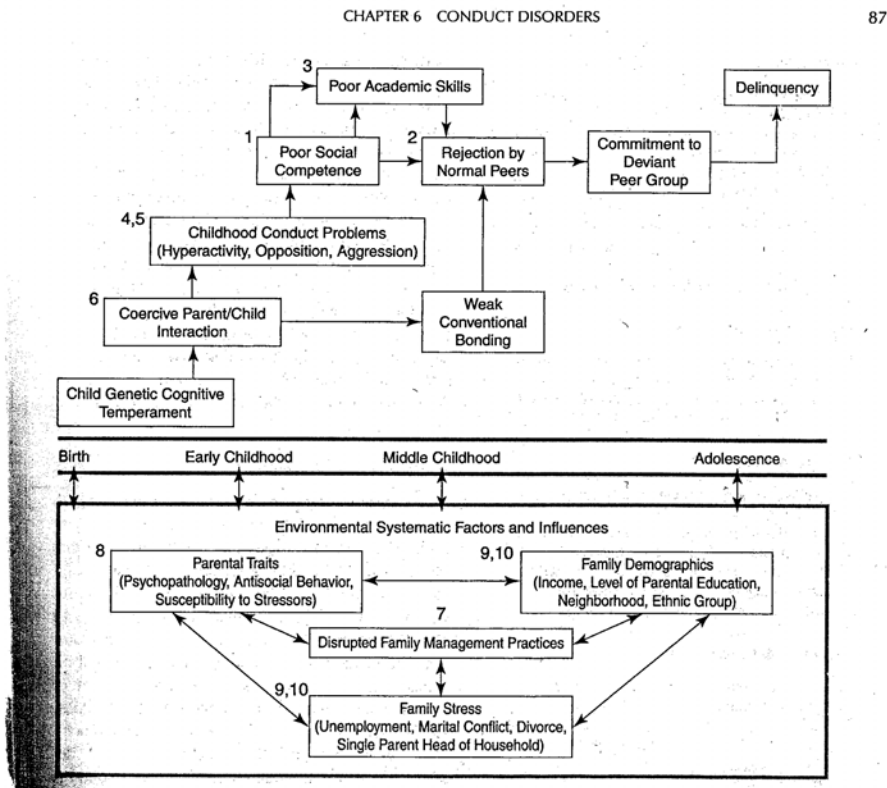 CHAPTER 6 CONDUCT DISORDERS
87
3
Poor Academic Skills
Delinquency
1
Poor Social
Competence
2
Rejection by
Normal Peers
Commitment to
Deviant
Peer Group
4,5
Childhood Conduct Problems
(Hyperactivity, Opposition, Aggression)
6
Coercive Parent/Child
Interaction
Weak
Conventional
Bonding
Child Genetic Cognitive
Temperament
Birth
Early Childhood
Middle Childhood
Adolescence
Environmental Systematic Factors and Influences
8
Parental Traits
(Psychopathology, Antisocial Behavior,
Susceptibility to Stressors)
9,10
Family Demographics
(Income, Level of Parental Education,
Neighborhood, Ethnic Group)
7
Disrupted Family Management Practices
9,10
Family Stress
(Unemployment, Marital Conflict, Divorce,
Single Parent Head of Household)